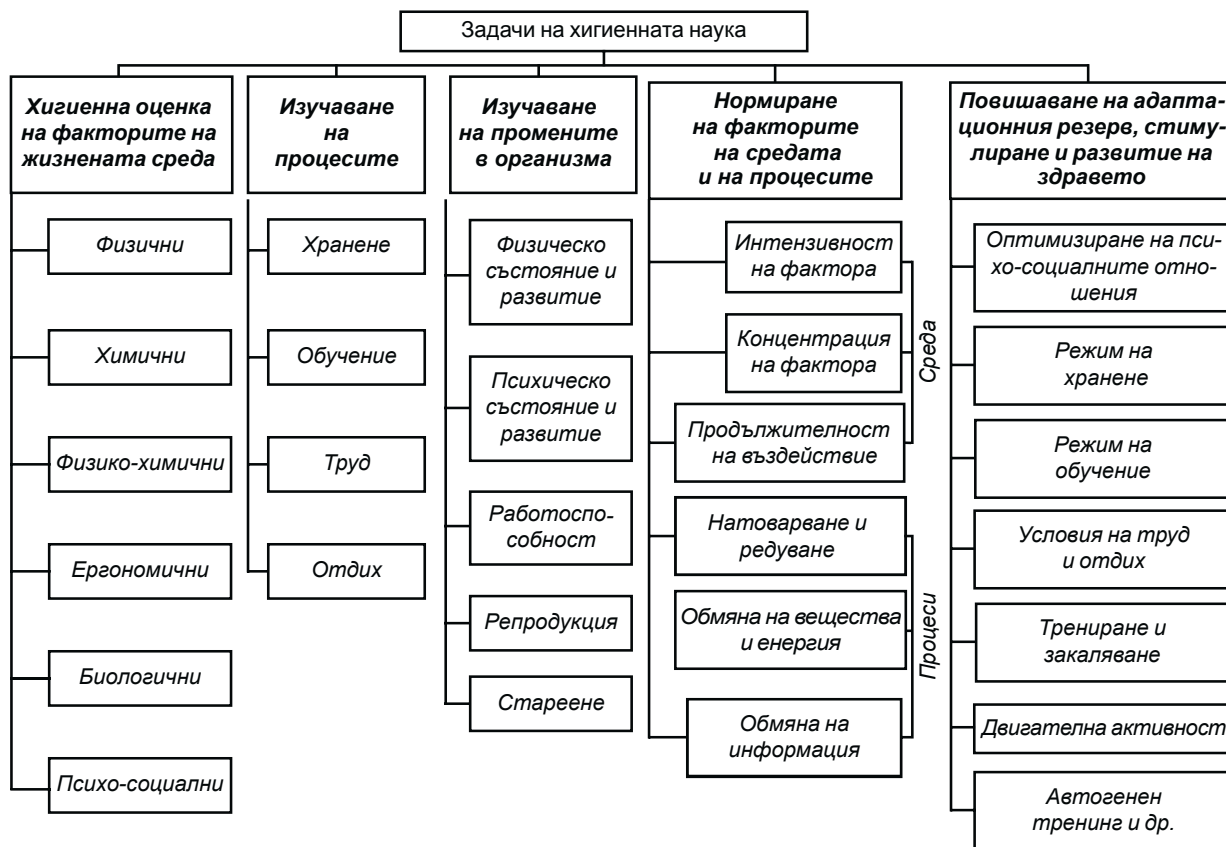 Задачи на хигиенната наука
Хигиенна оценка
на факторите на
жизнената среда
Физични
Химични
Физико-химични
Ергономични
Биологични
Психо-социални
Изучаване
на
процесите
Хранене
Обучение
Труд
Отдих
Изучаване
на промените
в организма
Физическо
състояние и
развитие
Психическо
състояние и
развитие
Работоспо-
собност
Репродукция
Стареене
Нормиране
на факторите
на средата
и на процесите
Интензивност
на фактора
Концентрация
на фактора
Продължителност
на въздействие
Среда
Натоварване и
редуване
Обмяна на вещества
и енергия
Обмяна на
информация
Процеси
Повишаване на адапта-
ционния резерв, стиму-
лиране и развитие на
здравето
Оптимизиране на пси-
хо-социалните отно-
шения
Режим на
хранене
Режим на
обучение
Условия на труд
и отдих
Трениране и
закаляване
Двигателна активност
Автогенен
тренинг и др.